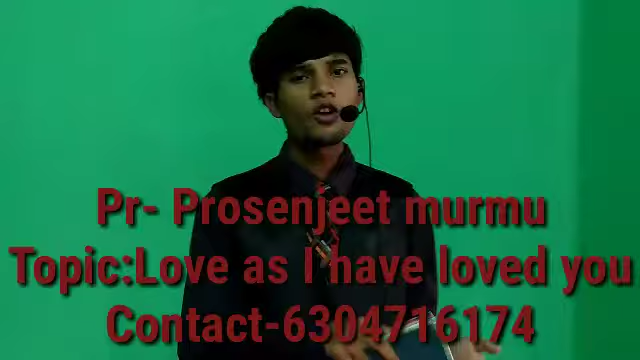 Pr- Prosenjeet murmu
Topic:Love as I have loved you
Contact-6304716174